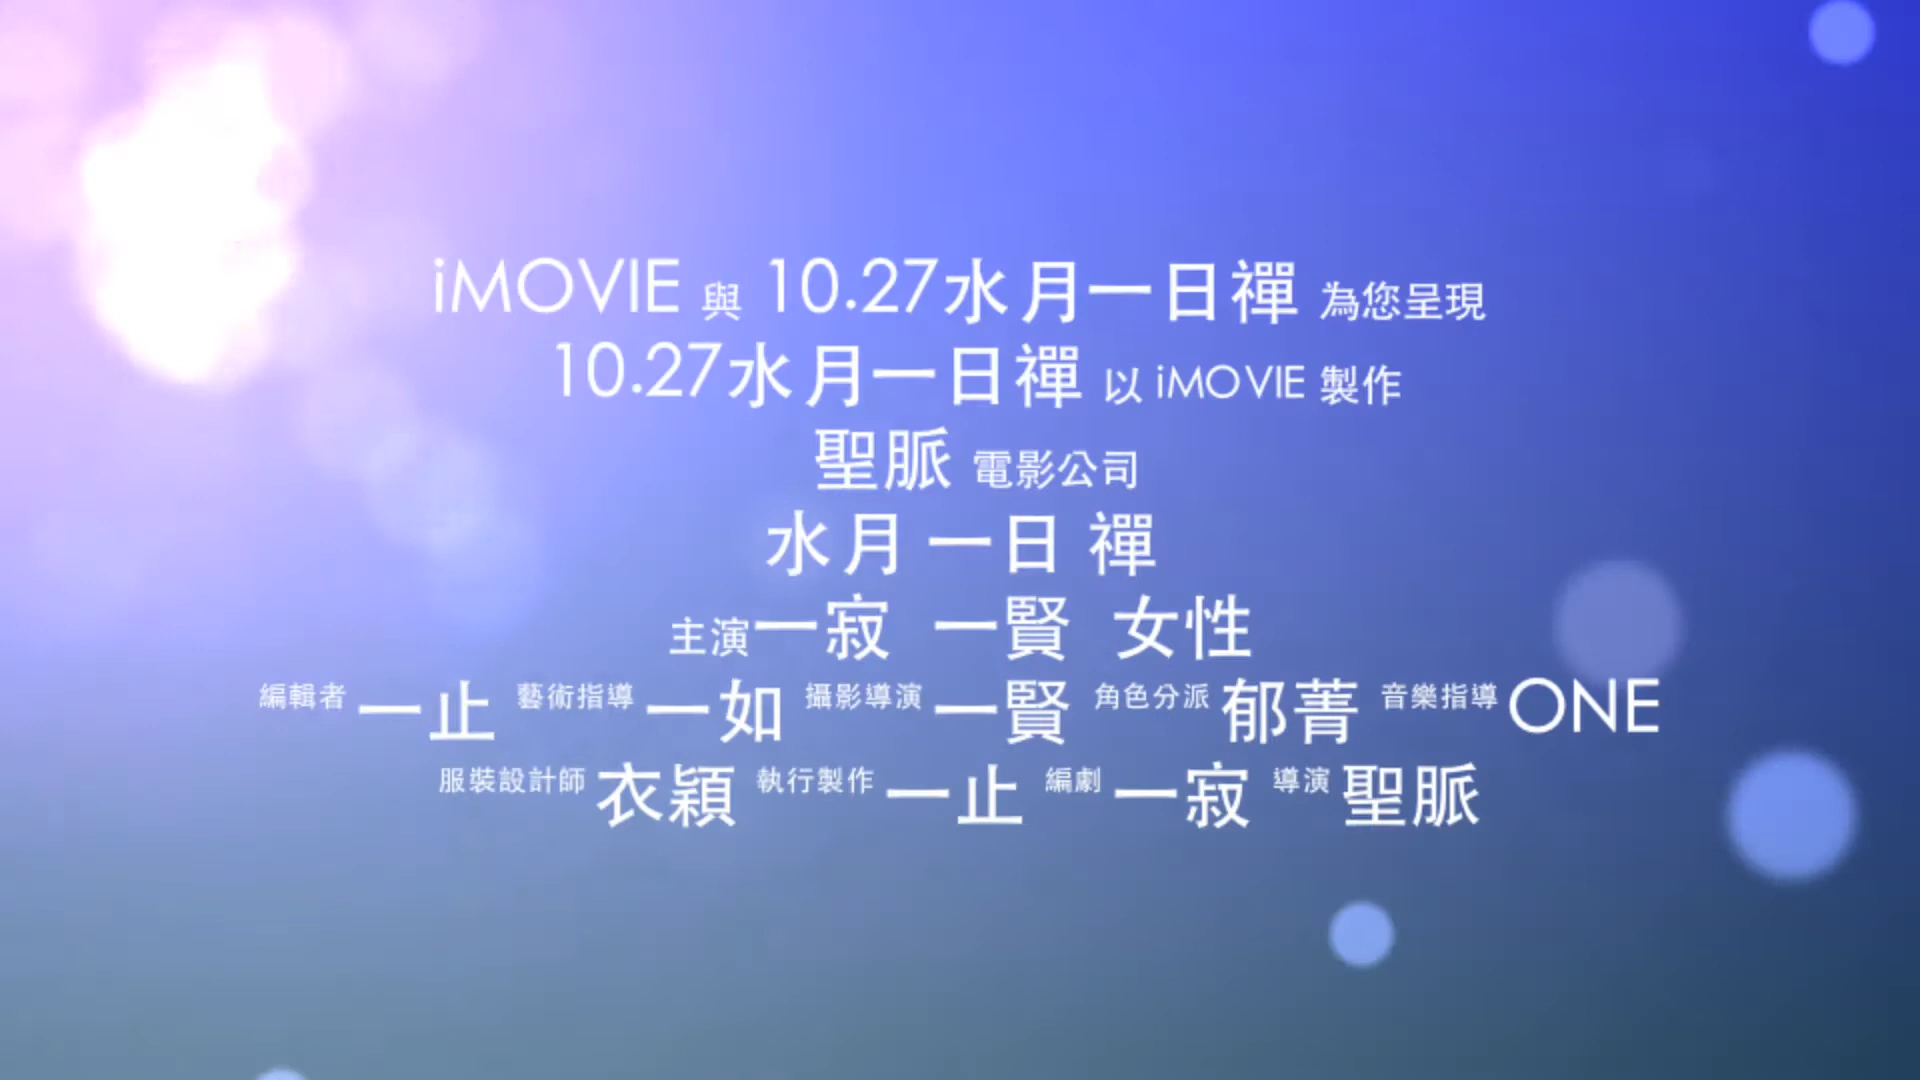 iMOVIE 與 10.27水月一日禪 為您呈現
10.27水月一日禪 以 iMOVIE 製作
聖脈 電影公司
水月 一日 禪
主演 一寂 一賢 女性
編輯者 一止 藝術指導 一如 攝影導演 一賢 角色分派 郁菁 音樂指導 ONE
服裝設計師 衣穎 執行製作 一止 編劇 一寂 導演 聖脈